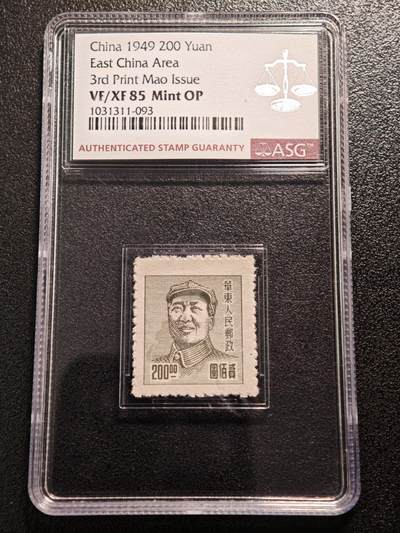 China 1949 200 Yuan
East China Area
3rd Print Mao Issue
VF/XF 85 Mint OP
1031311-093
AUTHENTICATED STAMP GUARANTY
ASG™
華東人民郵政
200.00
圓佰貳